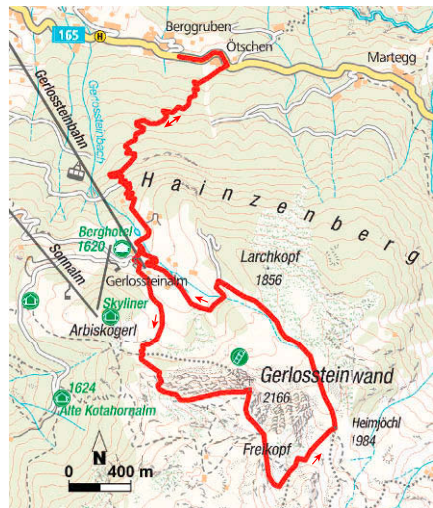 Berggruben
165
H
Ötschen
Martegg
Gerlossteinbahn
Gerlossteinbach
Hainzenberg
Berghotel
1620
Sonnalm
Larchkopf
1856
Gerlossteinalm
Skyliner
Arbiskogerl
Gerlossteinwand
2166
1624
Alte Kotahornalm
Heimjöchl
1984
Freikopf
N
0 400 m